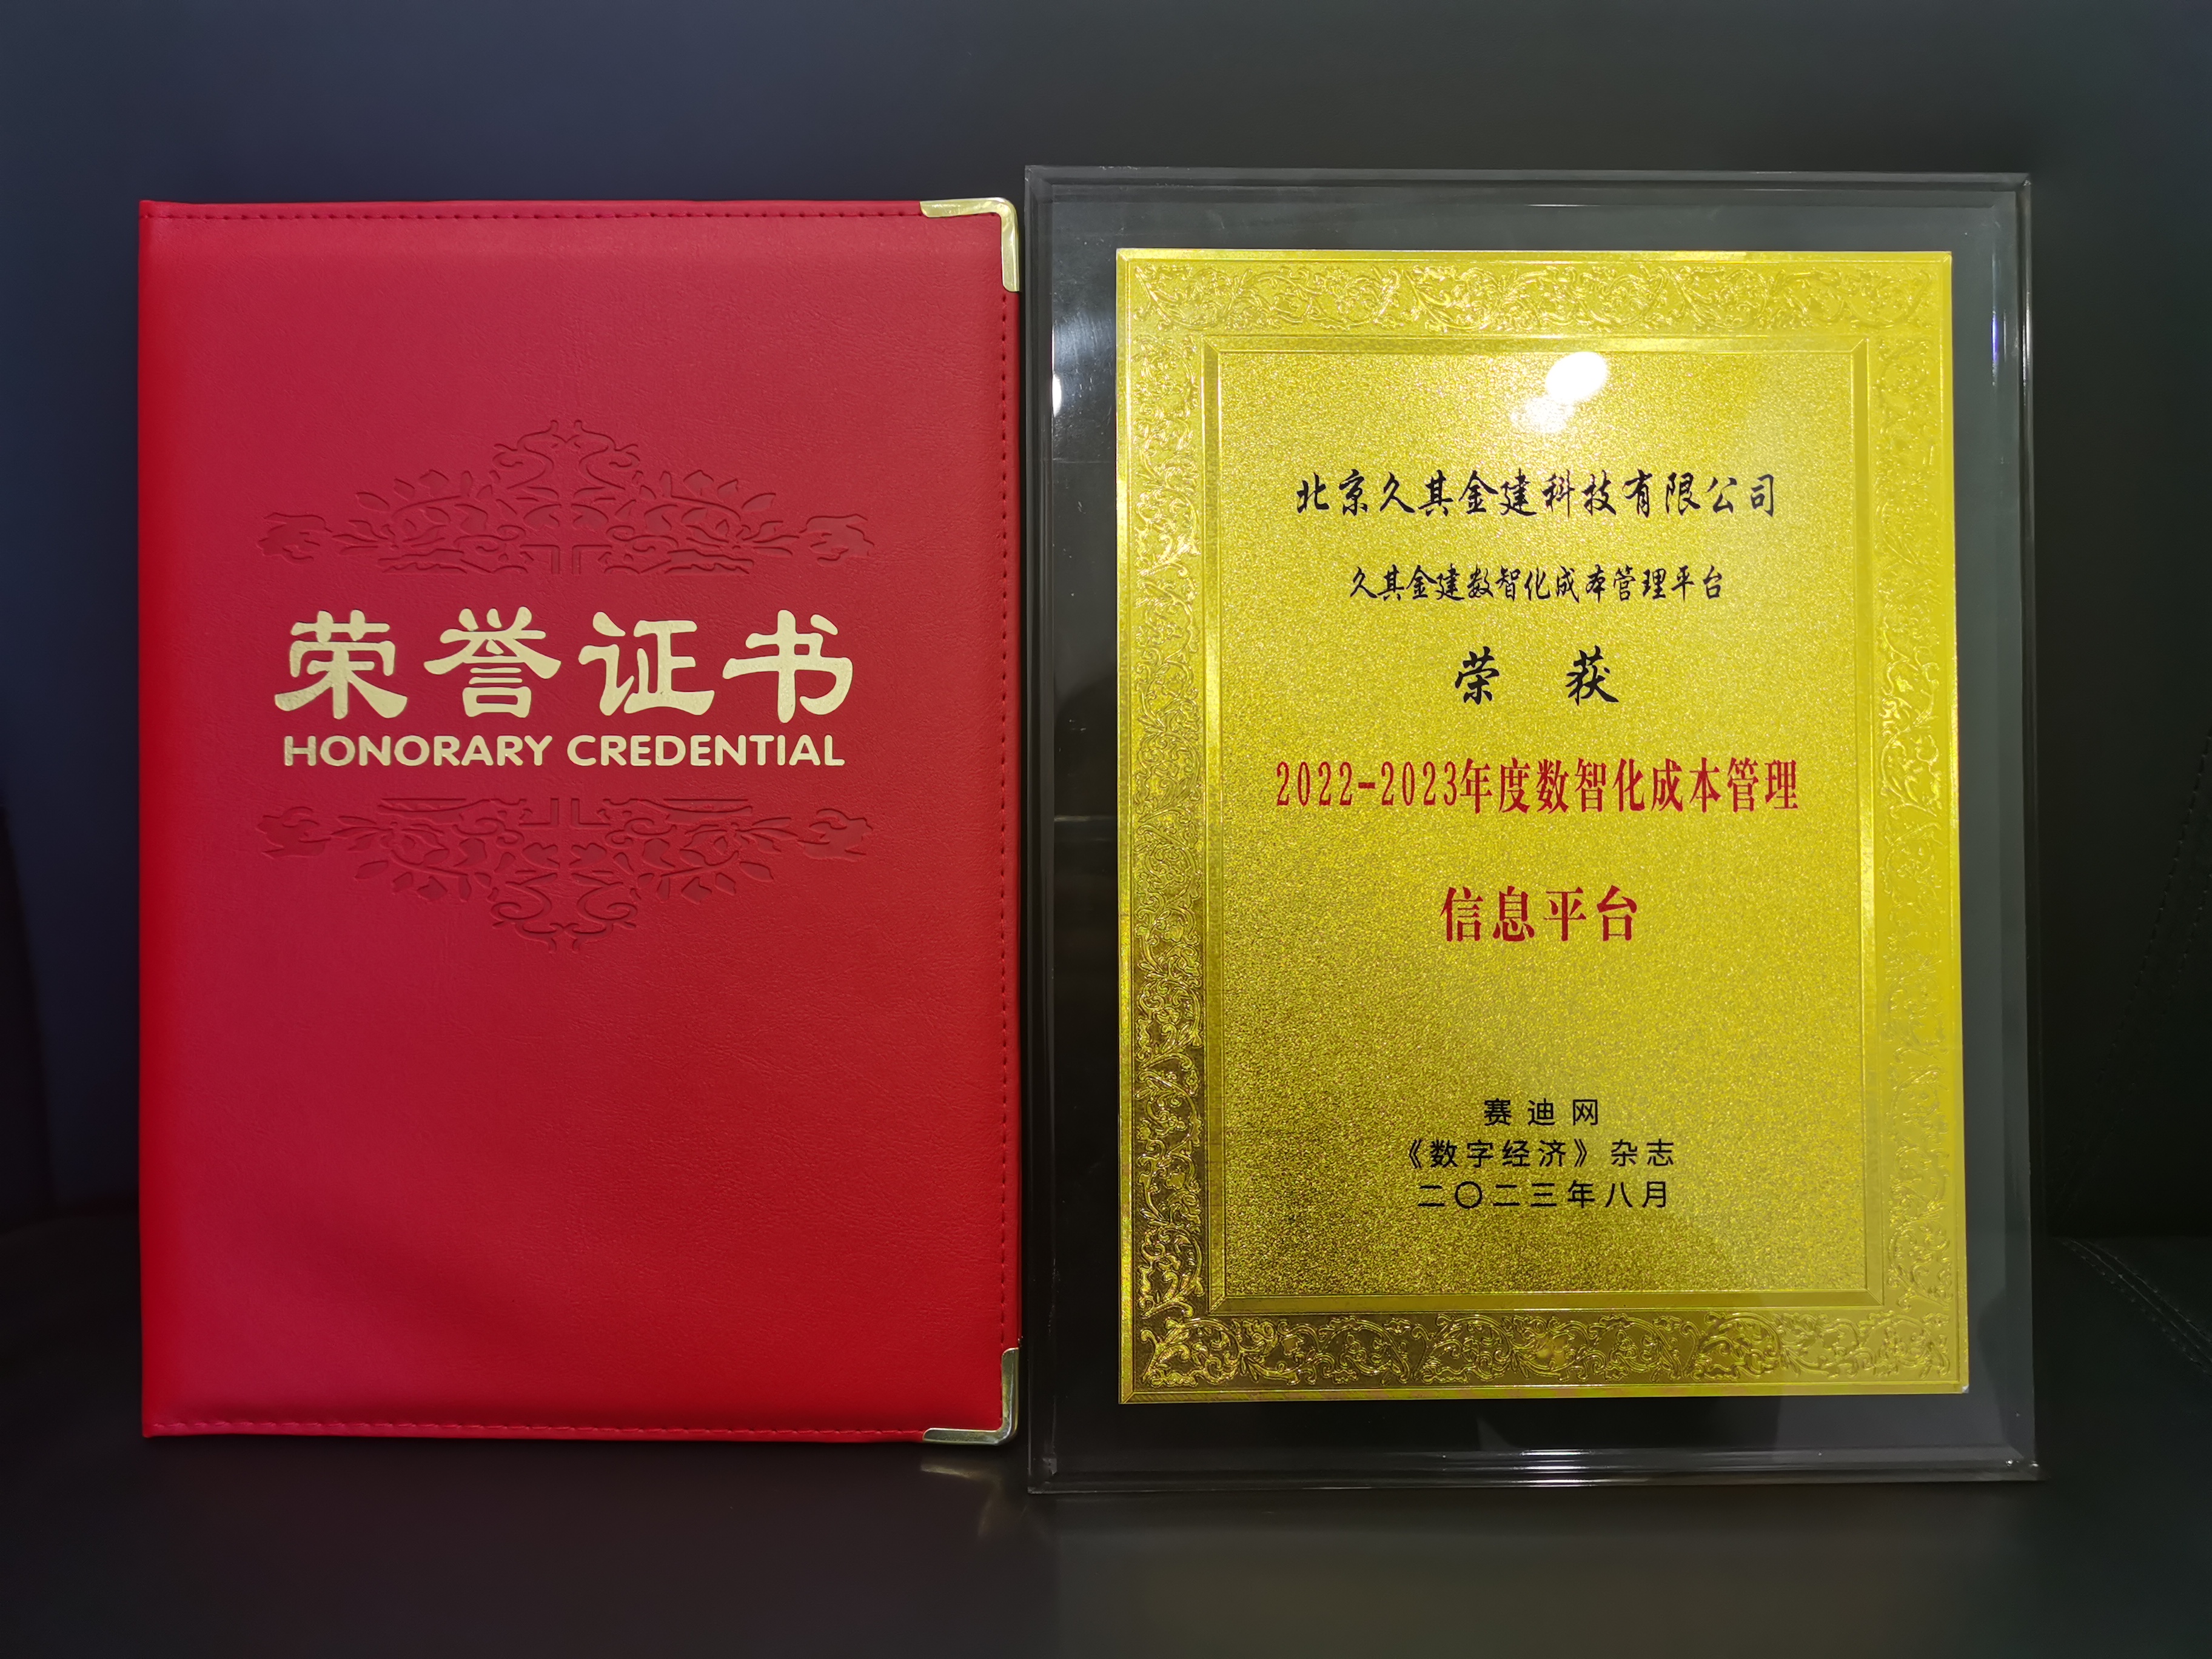 荣誉证书
HONORARY CREDENTIAL
北京久其金建科技有限公司
久其金建数智化成本管理平台
荣 获
2022-2023年度数智化成本管理
信息平台
赛迪网
《数字经济》杂志
二〇二三年八月